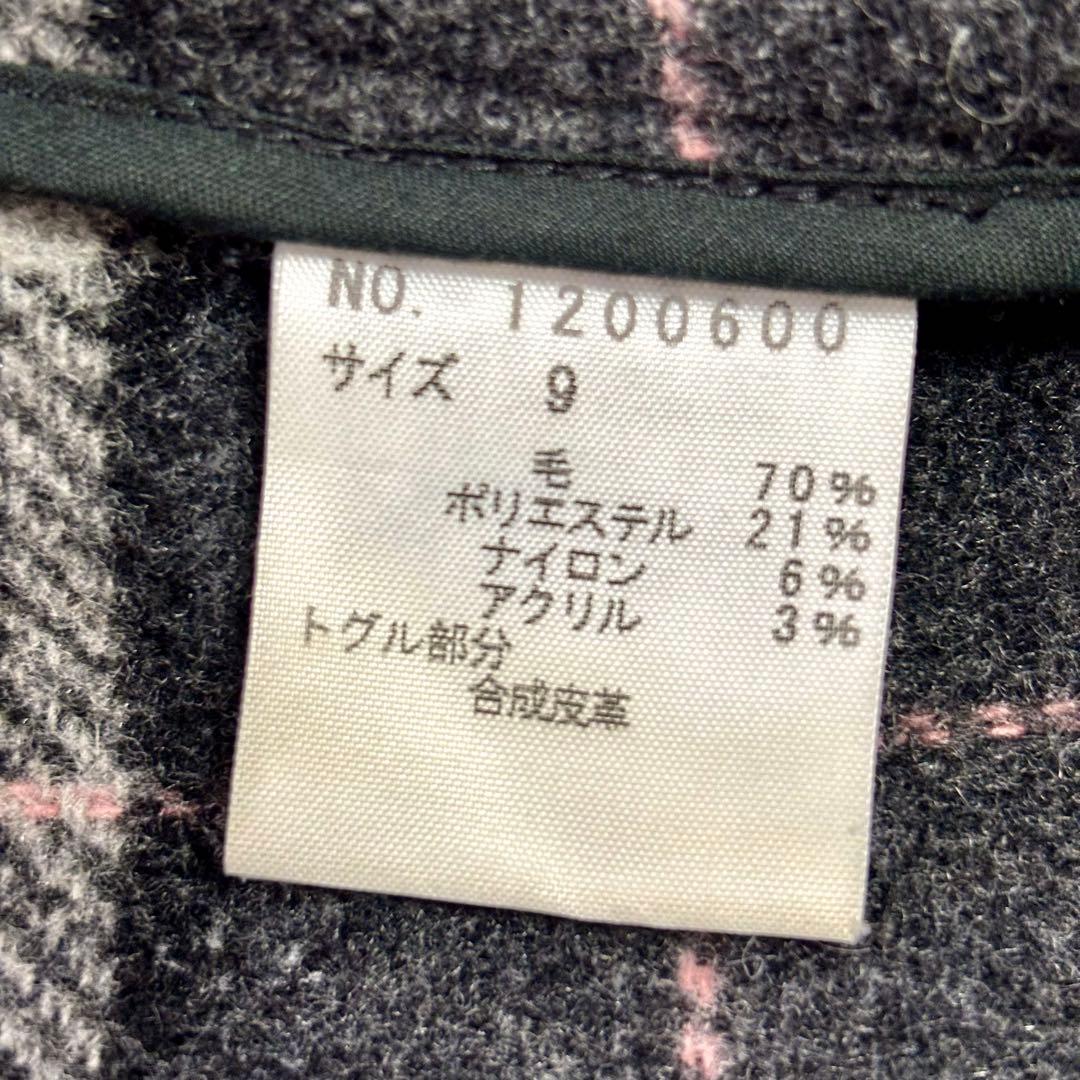 NO. 1200600
サイズ 9
毛 70%
ポリエステル 21%
ナイロン 6%
アクリル 3%
トグル部分
合成皮革